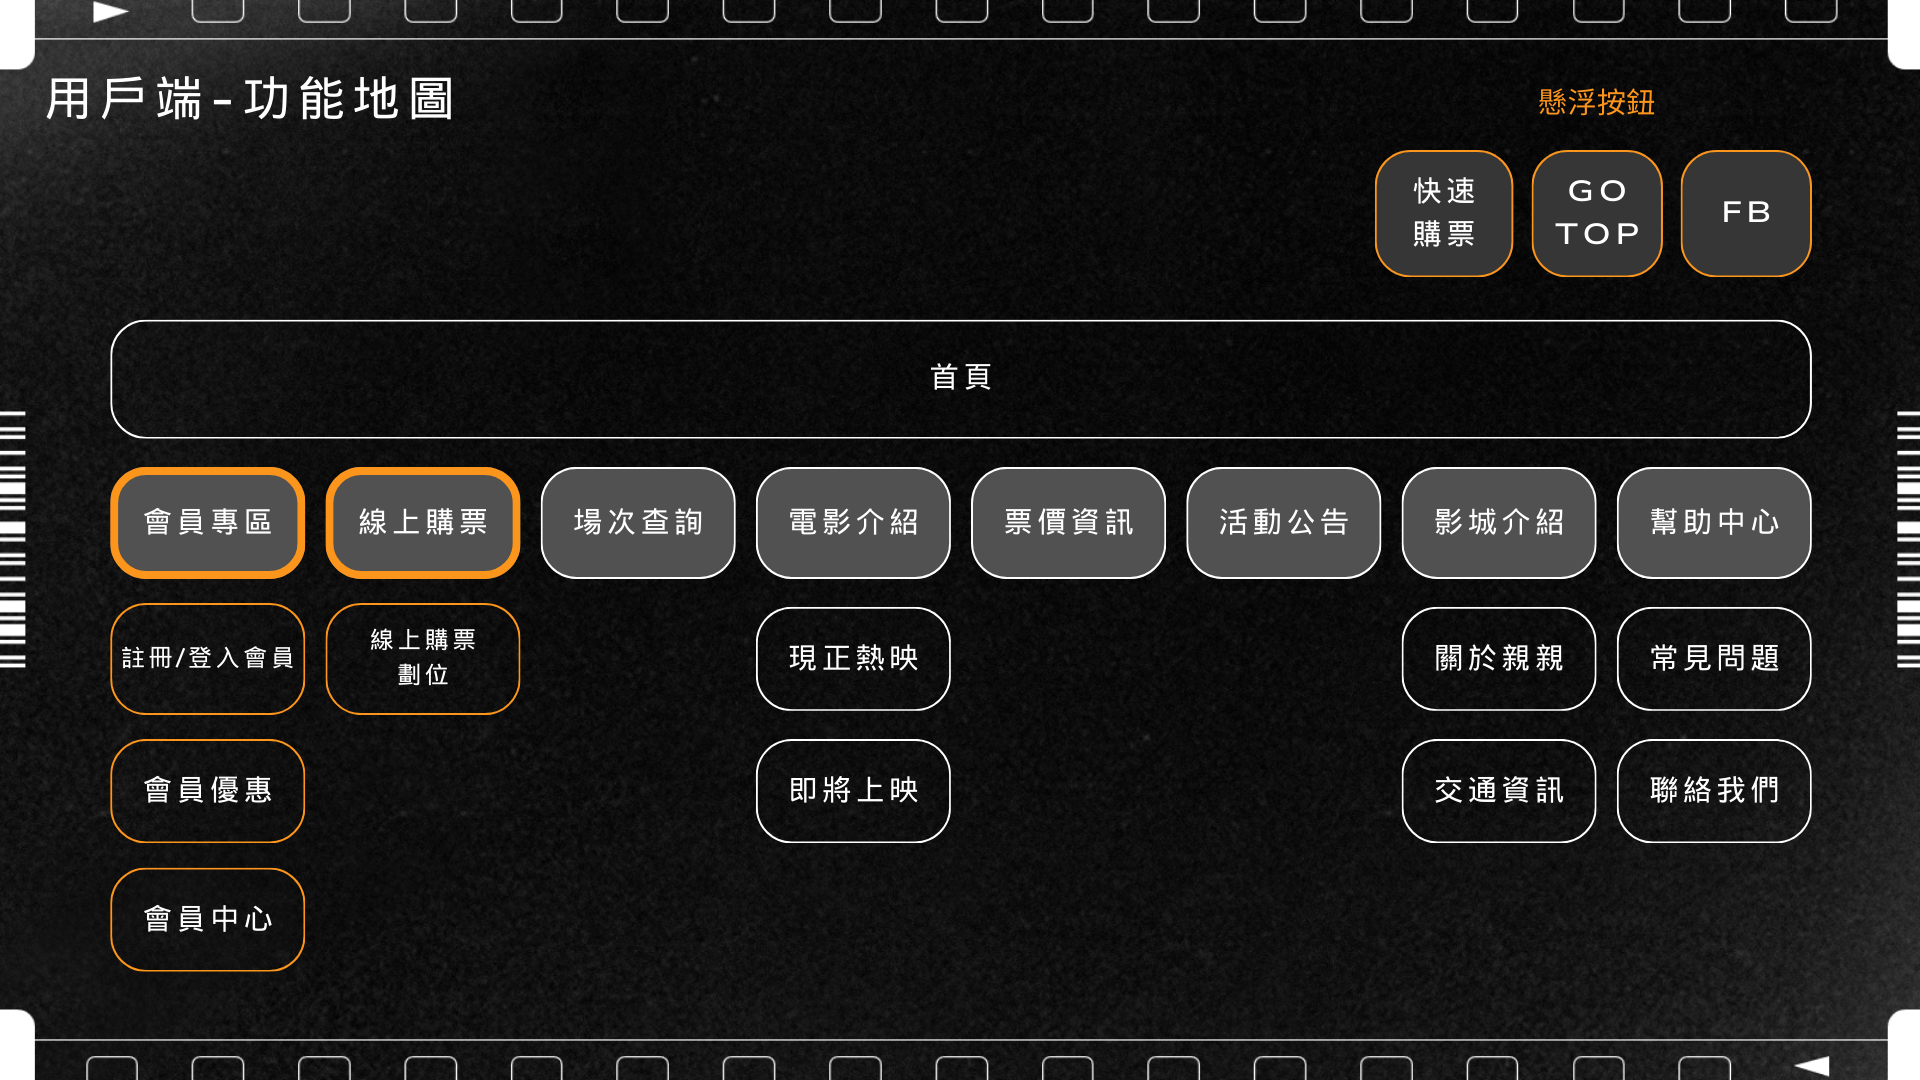 用戶端-功能地圖
懸浮按鈕
快速
購票
GO
TOP
FB
首頁
會員專區
線上購票
場次查詢
電影介紹
票價資訊
活動公告
影城介紹
幫助中心
註冊/登入會員
線上購票
劃位
現正熱映
關於親親
常見問題
會員優惠
即將上映
交通資訊
聯絡我們
會員中心